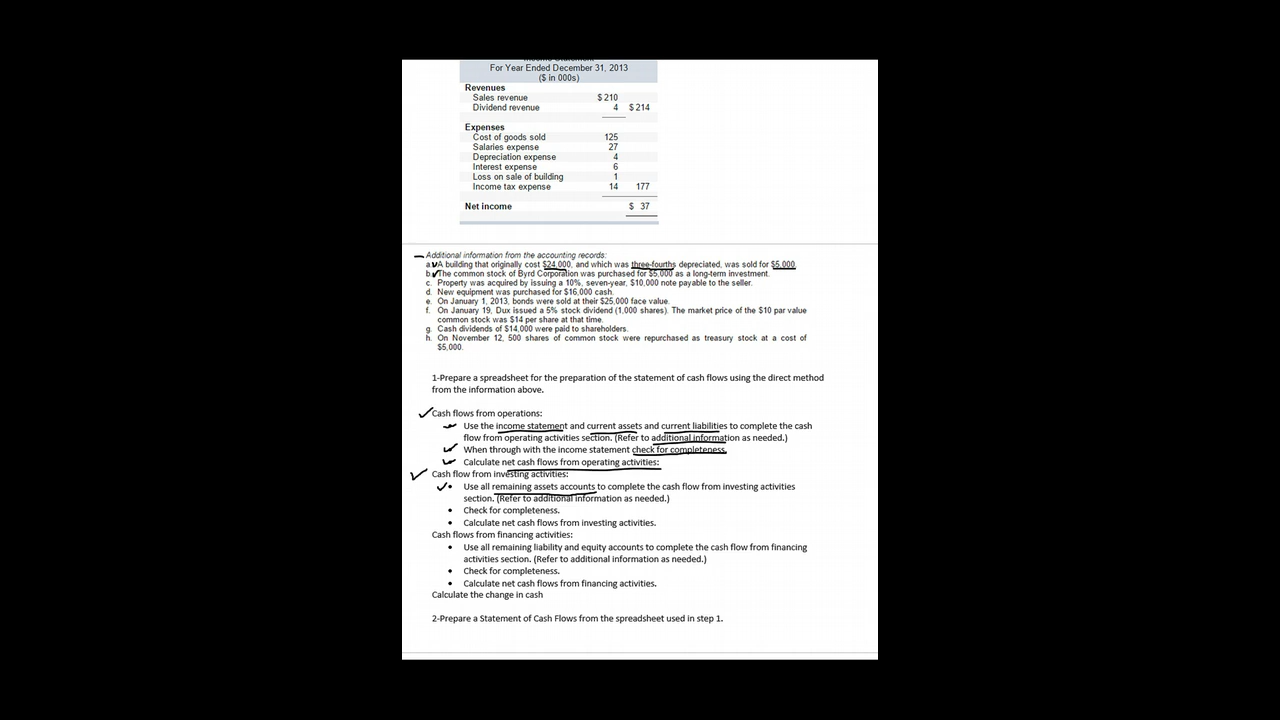 For Year Ended December 31, 2013
($ in 000s)
Revenues
Sales revenue $ 210
Dividend revenue 4 $ 214
Expenses
Cost of goods sold 125
Salaries expense 27
Depreciation expense 4
Interest expense 6
Loss on sale of building 1
Income tax expense 14 177
Net income $ 37
Additional information from the accounting records:
a. A building that originally cost $24,000, and which was three-fourths depreciated, was sold for $5,000.
b. The common stock of Byrd Corporation was purchased for $5,000 as a long-term investment.
c. Property was acquired by issuing a 10%, seven-year, $10,000 note payable to the seller.
d. New equipment was purchased for $16,000 cash.
e. On January 1, 2013, bonds were sold at their $25,000 face value.
f. On January 19, Dux issued a 5% stock dividend (1,000 shares). The market price of the $10 par value
common stock was $14 per share at that time.
g. Cash dividends of $14,000 were paid to shareholders.
h. On November 12, 500 shares of common stock were repurchased as treasury stock at a cost of
$5,000.
1-Prepare a spreadsheet for the preparation of the statement of cash flows using the direct method
from the information above.
Cash flows from operations:
Use the income statement and current assets and current liabilities to complete the cash
flow from operating activities section. (Refer to additional information as needed.)
• When through with the income statement check for completeness.
• Calculate net cash flows from operating activities:
Cash flow from investing activities:
• Use all remaining assets accounts to complete the cash flow from investing activities
section. (Refer to additional information as needed.)
• Check for completeness.
• Calculate net cash flows from investing activities.
Cash flows from financing activities:
• Use all remaining liability and equity accounts to complete the cash flow from financing
activities section. (Refer to additional information as needed.)
• Check for completeness.
• Calculate net cash flows from financing activities.
Calculate the change in cash
2-Prepare a Statement of Cash Flows from the spreadsheet used in step 1.